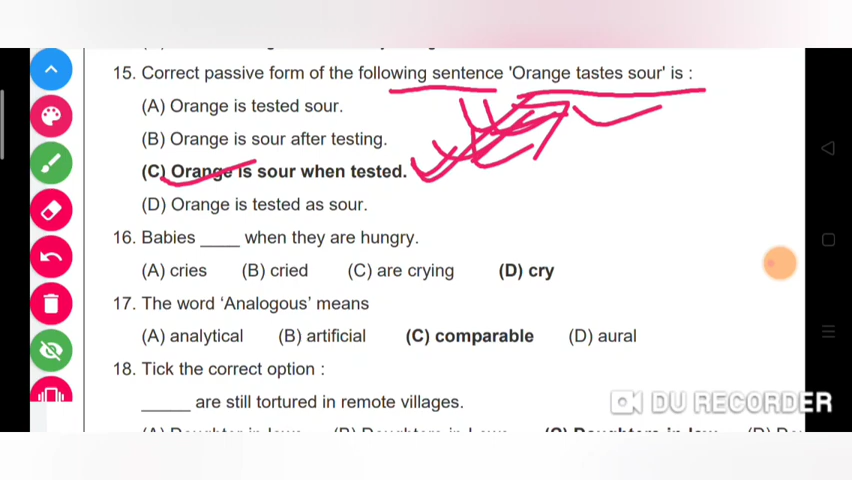 15. Correct passive form of the following sentence 'Orange tastes sour' is :
(A) Orange is tested sour.
(B) Orange is sour after testing.
(C) Orange is sour when tested.
(D) Orange is tested as sour.
16. Babies ____ when they are hungry.
(A) cries (B) cried (C) are crying (D) cry
17. The word ‘Analogous’ means
(A) analytical (B) artificial (C) comparable (D) aural
18. Tick the correct option :
_____ are still tortured in remote villages.
DU RECORDER